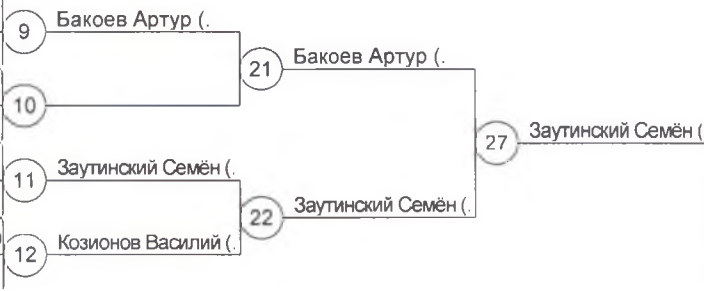 9 Бакоев Артур (.
21 Бакоев Артур (.
10
27 Заутинский Семён (
11 Заутинский Семён (.
22 Заутинский Семён (.
12 Козионов Василий (.